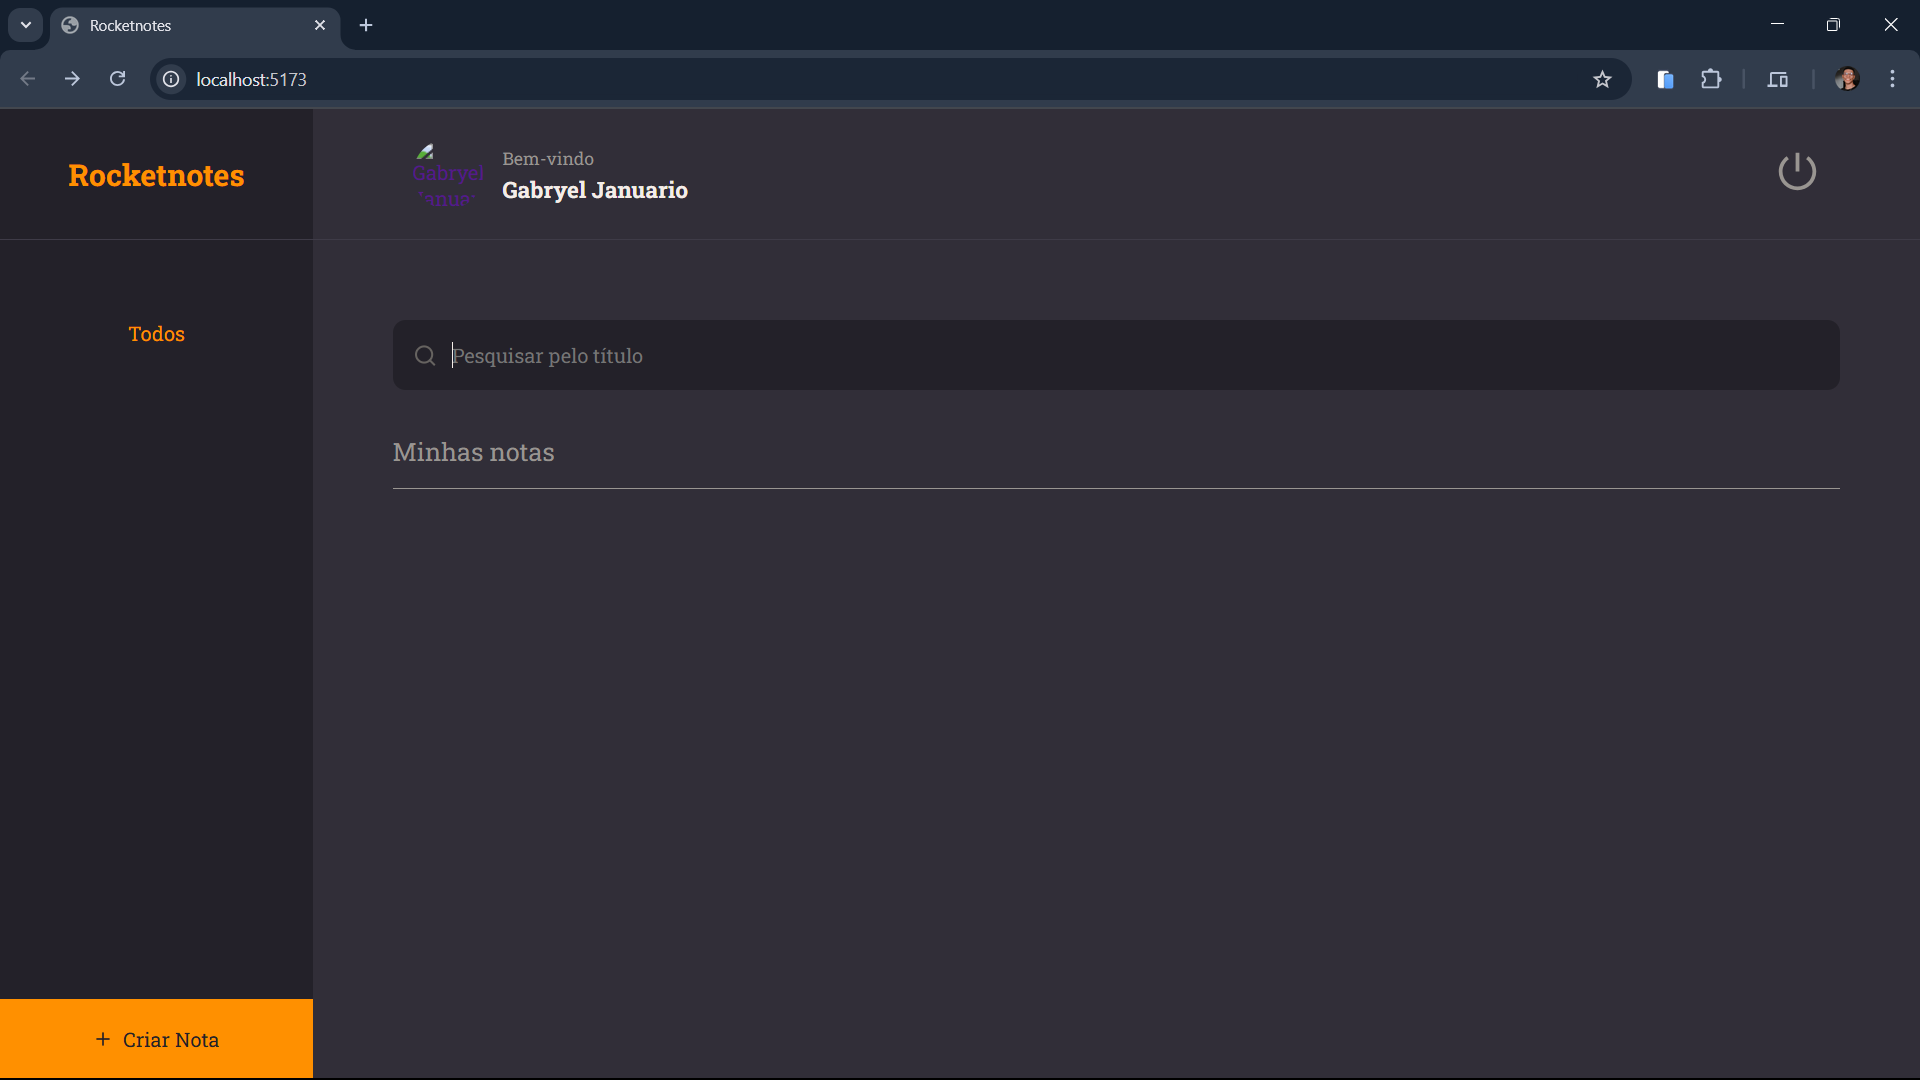 Rocketnotes
localhost:5173
Rocketnotes
Gabryel
Januar
Bem-vindo
Gabryel Januario
Todos
Pesquisar pelo título
Minhas notas
+ Criar Nota